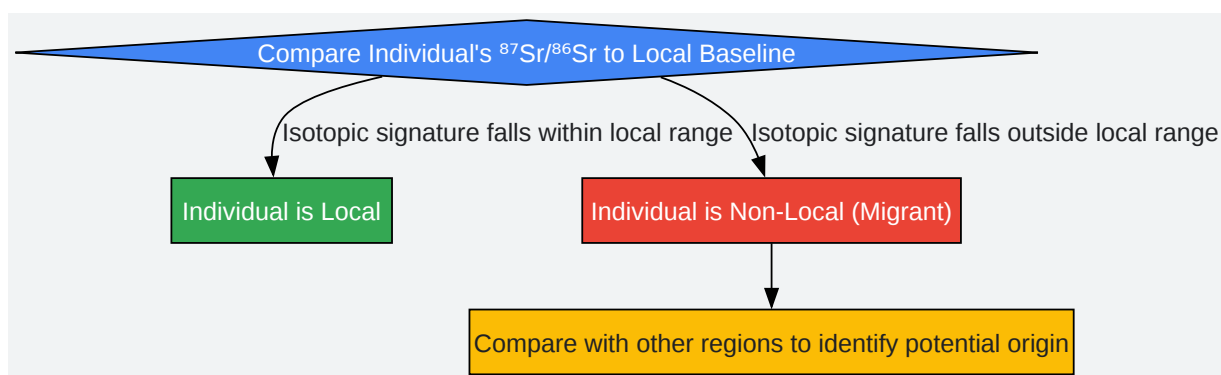 Compare Individual's ⁸⁷Sr/⁸⁶Sr to Local Baseline
Isotopic signature falls within local range
Isotopic signature falls outside local range
Individual is Local
Individual is Non-Local (Migrant)
Compare with other regions to identify potential origin